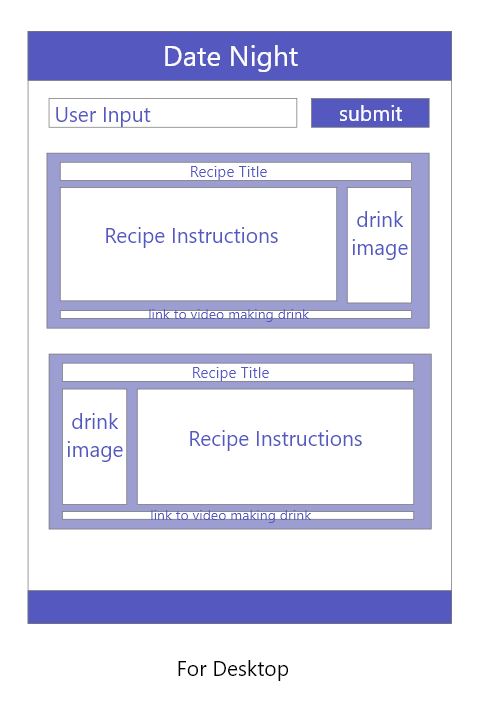 Date Night
User Input
submit
Recipe Title
Recipe Instructions
drink
image
link to video making drink
Recipe Title
drink
image
Recipe Instructions
link to video making drink
For Desktop